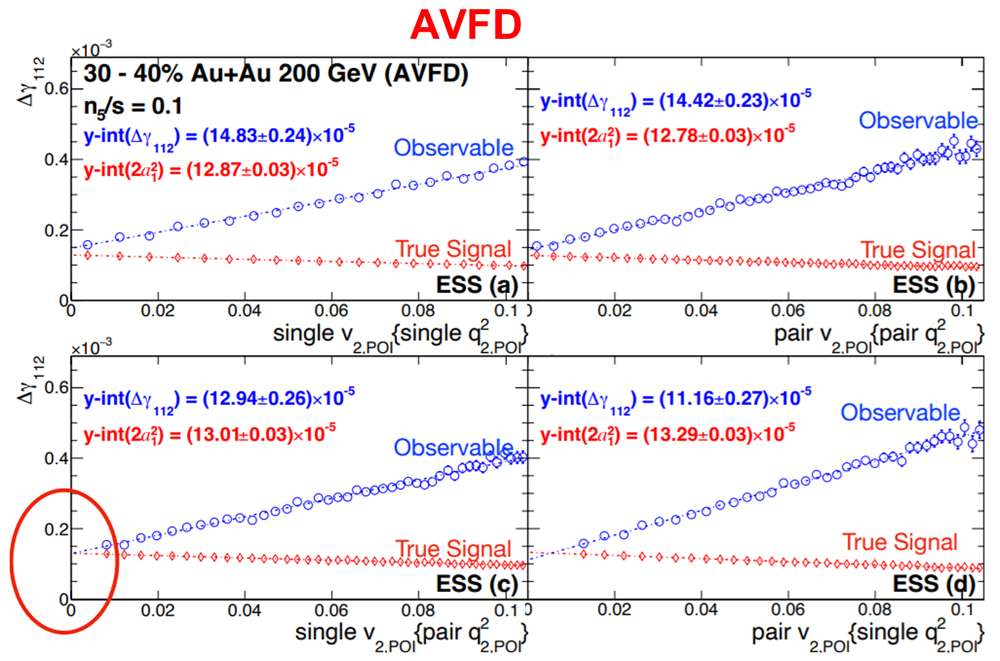 AVFD
×10⁻³
Δγ₁₁₂
30 - 40% Au+Au 200 GeV (AVFD)
n₅/s = 0.1
y-int(Δγ₁₁₂) = (14.83±0.24)×10⁻⁵
y-int(2a₁²) = (12.87±0.03)×10⁻⁵
Observable
True Signal
ESS (a)
0.6
0.4
0.2
0
0 0.02 0.04 0.06 0.08 0.1
single v₂,POI{single q²₂,POI}
y-int(Δγ₁₁₂) = (14.42±0.23)×10⁻⁵
y-int(2a₁²) = (12.78±0.03)×10⁻⁵
Observable
True Signal
ESS (b)
0 0.02 0.04 0.06 0.08 0.1
pair v₂,POI{pair q²₂,POI}
×10⁻³
Δγ₁₁₂
y-int(Δγ₁₁₂) = (12.94±0.26)×10⁻⁵
y-int(2a₁²) = (13.01±0.03)×10⁻⁵
Observable
True Signal
ESS (c)
0.6
0.4
0.2
0
0 0.02 0.04 0.06 0.08 0.1
single v₂,POI{pair q²₂,POI}
y-int(Δγ₁₁₂) = (11.16±0.27)×10⁻⁵
y-int(2a₁²) = (13.29±0.03)×10⁻⁵
Observable
True Signal
ESS (d)
0 0.02 0.04 0.06 0.08 0.1
pair v₂,POI{single q²₂,POI}